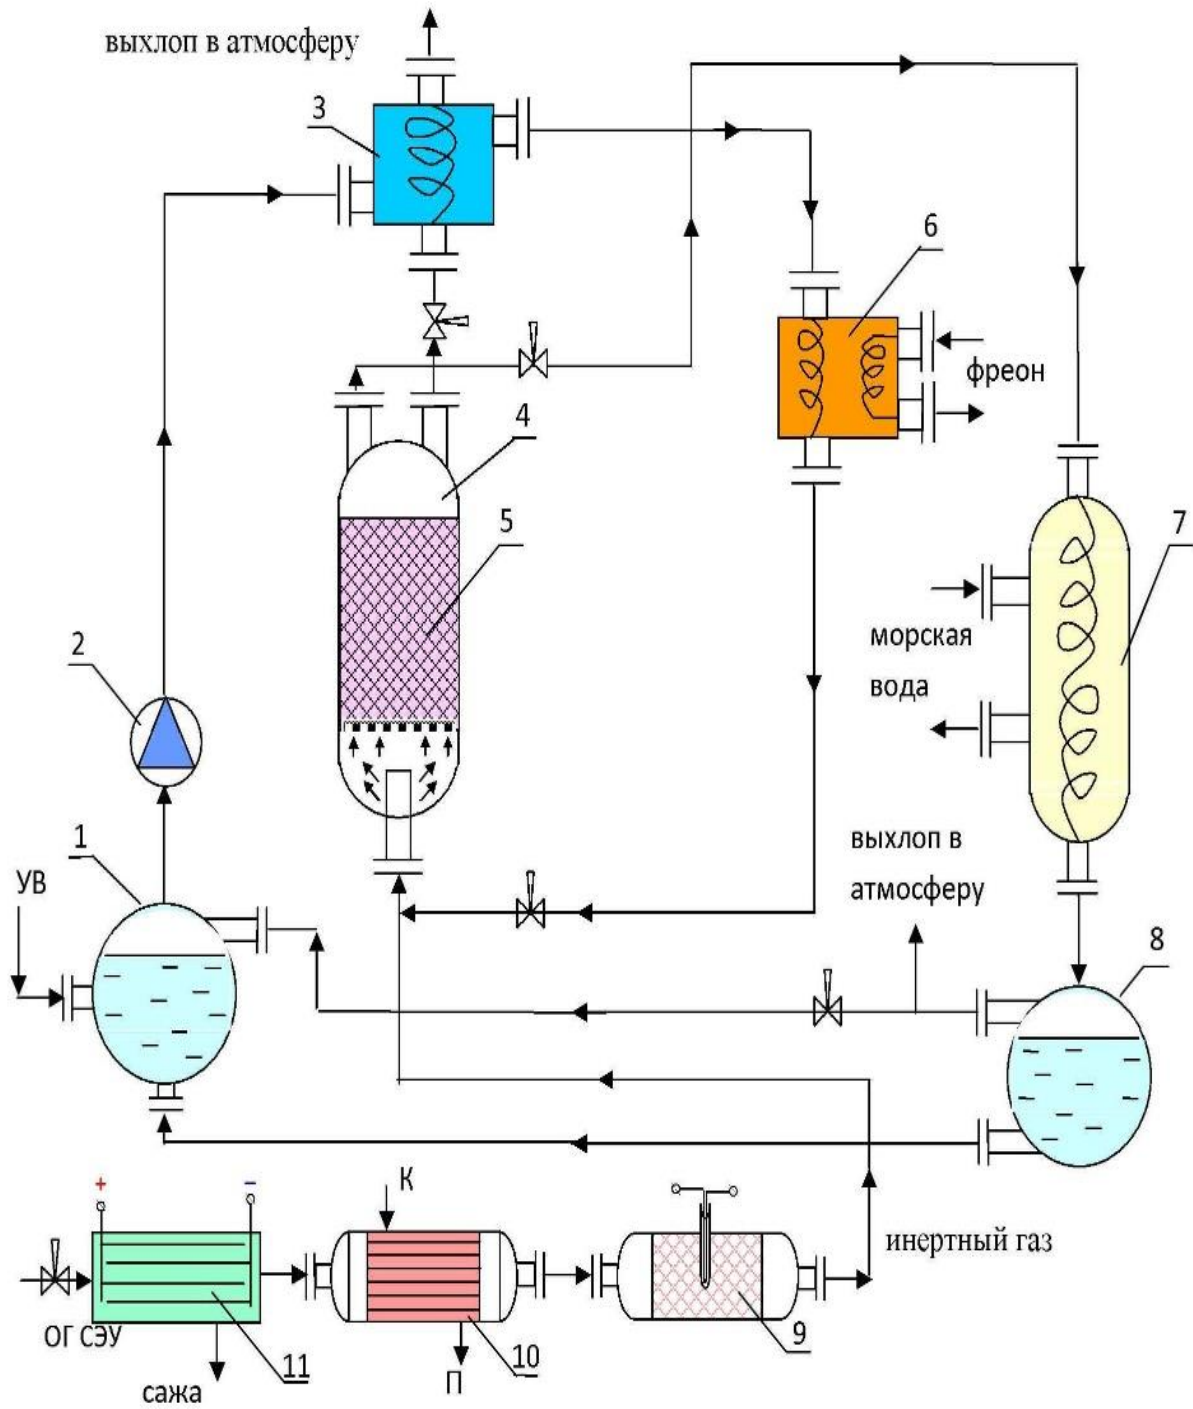 выхлоп в атмосферу
3
6
фреон
4
5
7
морская
вода
2
1
выхлоп в
атмосферу
УВ
8
+
–
К
инертный газ
ОГ СЭУ
11
10
9
сажа
П